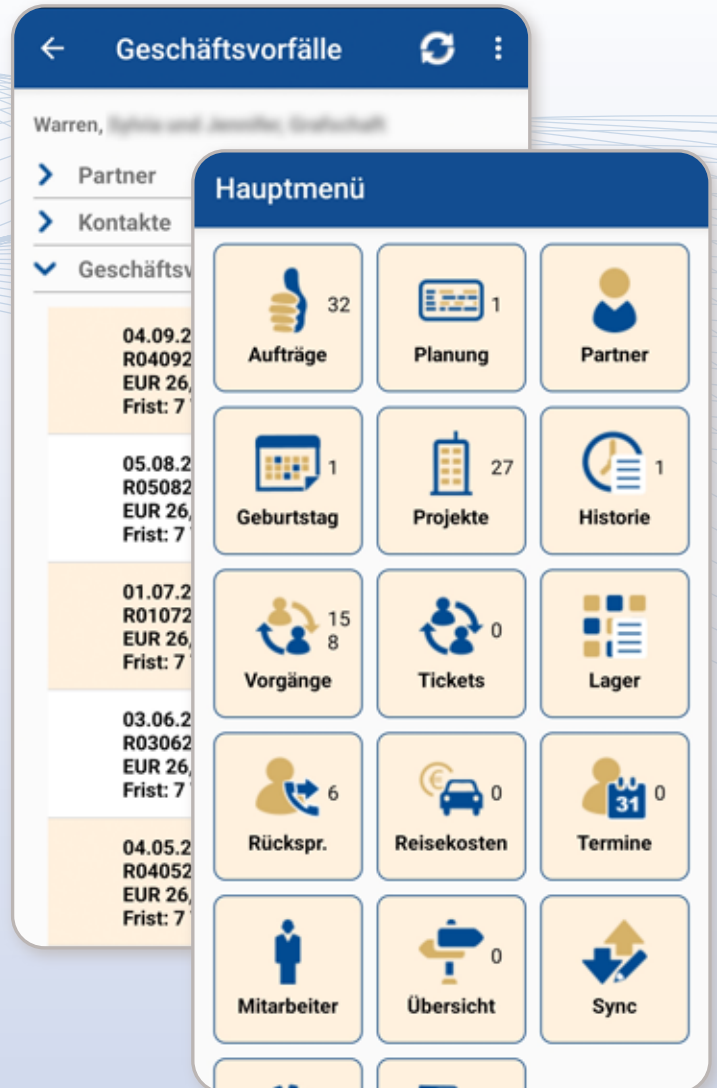 Geschäftsvorfälle
Warren,
Partner
Kontakte
Geschäftsv
04.09.2
R04092
EUR 26,
Frist: 7
05.08.2
R05082
EUR 26,
Frist: 7
01.07.2
R01072
EUR 26,
Frist: 7
03.06.2
R03062
EUR 26,
Frist: 7
04.05.2
R04052
EUR 26,
Frist: 7
Hauptmenü
32
Aufträge
1
Planung
Partner
1
Geburtstag
27
Projekte
1
Historie
15
8
Vorgänge
0
Tickets
Lager
6
Rückspr.
0
Reisekosten
31
0
Termine
Mitarbeiter
0
Übersicht
Sync